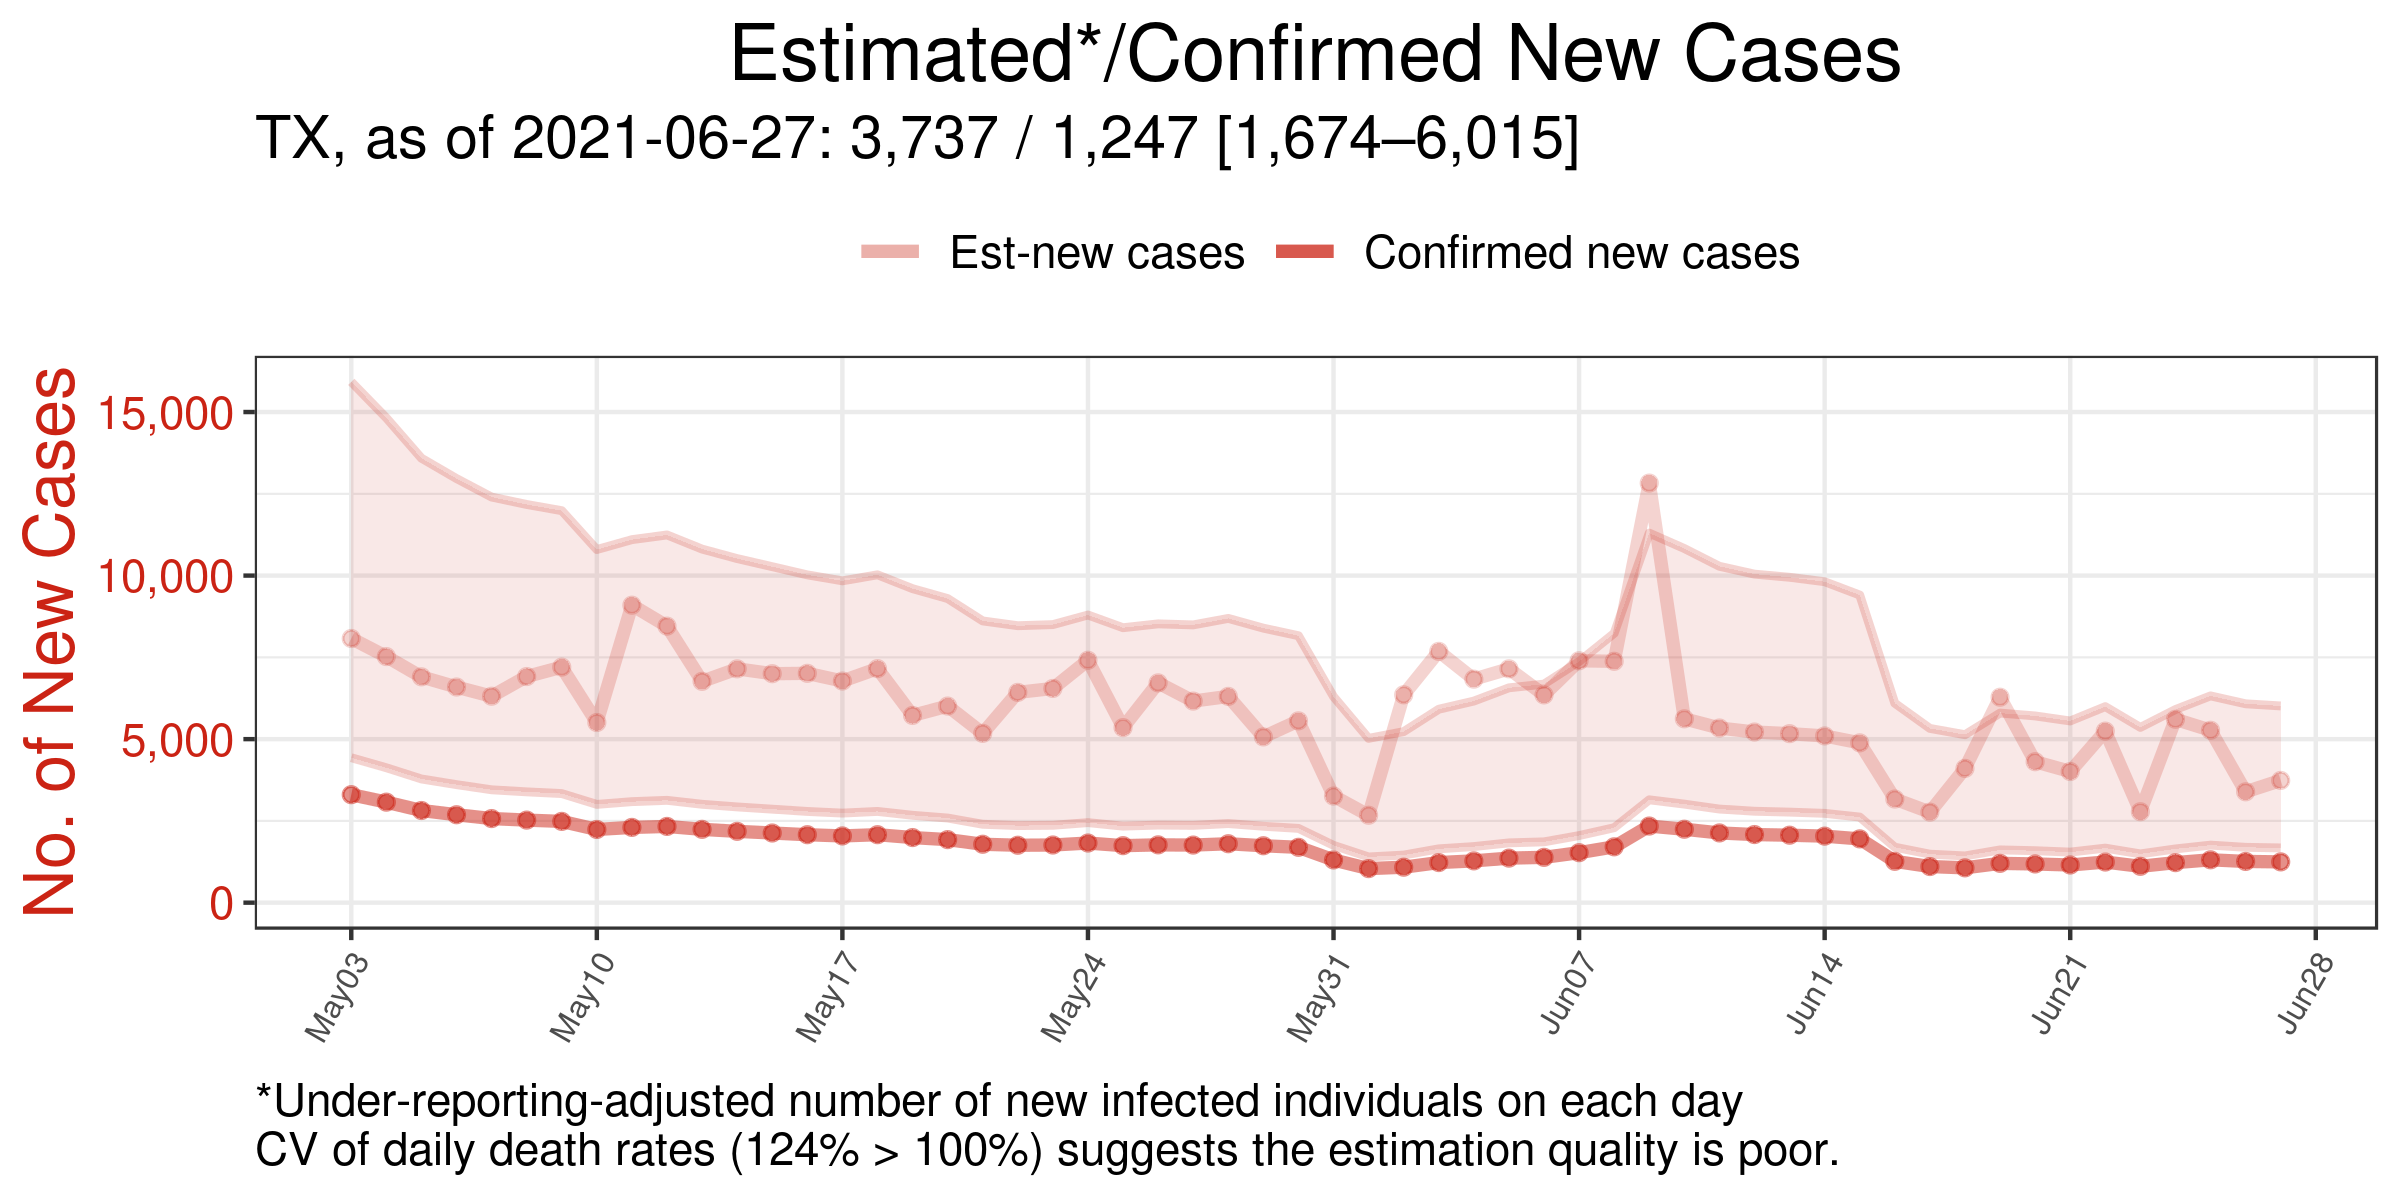 Estimated*/Confirmed New Cases
TX, as of 2021-06-27: 3,737 / 1,247 [1,674–6,015]
Est-new cases
Confirmed new cases
No. of New Cases
15,000
10,000
5,000
0
May03
May10
May17
May24
May31
Jun07
Jun14
Jun21
Jun28
*Under-reporting-adjusted number of new infected individuals on each day
CV of daily death rates (124% > 100%) suggests the estimation quality is poor.